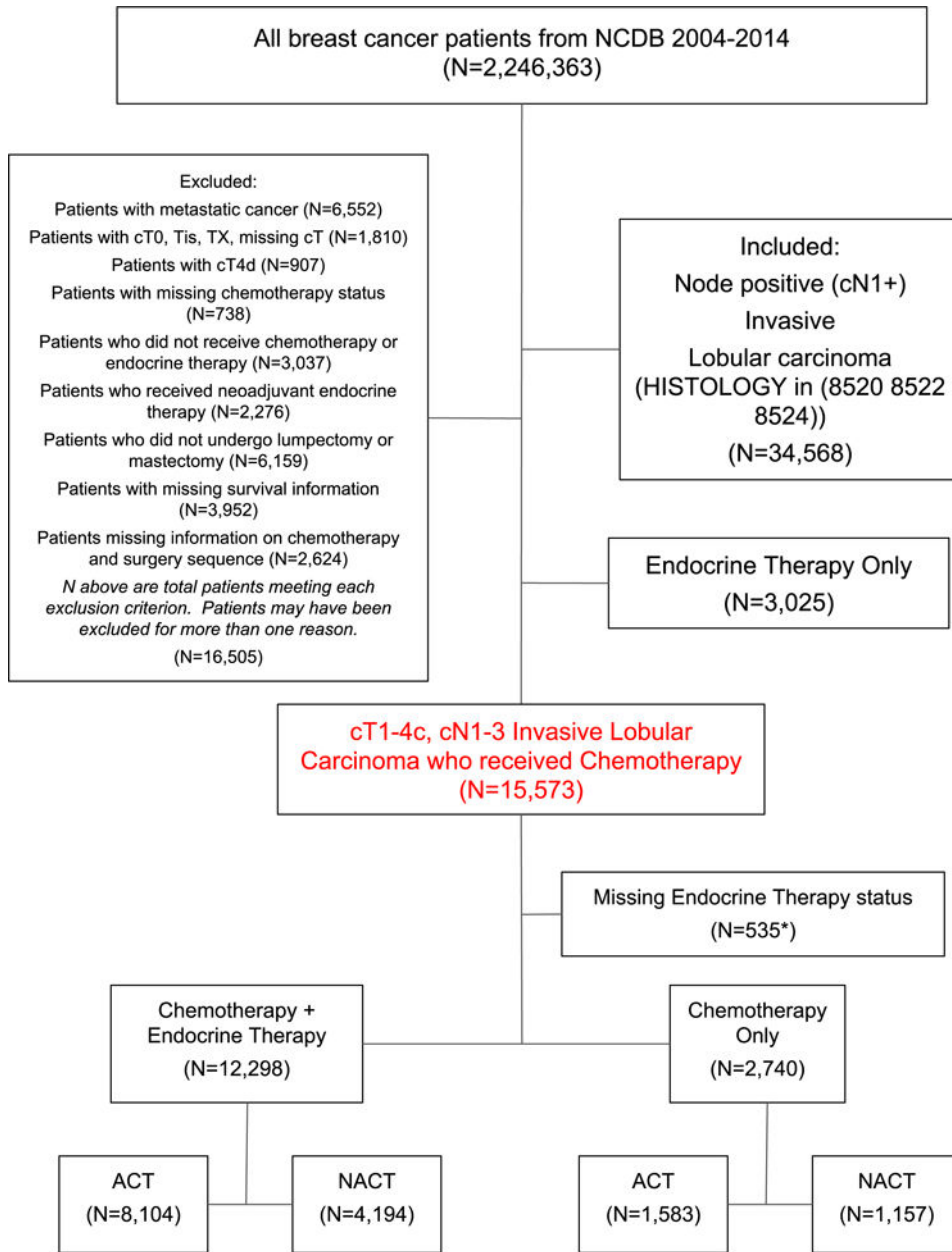 All breast cancer patients from NCDB 2004-2014
(N=2,246,363)
Excluded:
Patients with metastatic cancer (N=6,552)
Patients with cT0, Tis, TX, missing cT (N=1,810)
Patients with cT4d (N=907)
Patients with missing chemotherapy status
(N=738)
Patients who did not receive chemotherapy or
endocrine therapy (N=3,037)
Patients who received neoadjuvant endocrine
therapy (N=2,276)
Patients who did not undergo lumpectomy or
mastectomy (N=6,159)
Patients with missing survival information
(N=3,952)
Patients missing information on chemotherapy
and surgery sequence (N=2,624)
N above are total patients meeting each
exclusion criterion. Patients may have been
excluded for more than one reason.
(N=16,505)
Included:
Node positive (cN1+)
Invasive
Lobular carcinoma
(HISTOLOGY in (8520 8522
8524))
(N=34,568)
Endocrine Therapy Only
(N=3,025)
cT1-4c, cN1-3 Invasive Lobular
Carcinoma who received Chemotherapy
(N=15,573)
Missing Endocrine Therapy status
(N=535*)
Chemotherapy +
Endocrine Therapy
(N=12,298)
Chemotherapy
Only
(N=2,740)
ACT
(N=8,104)
NACT
(N=4,194)
ACT
(N=1,583)
NACT
(N=1,157)